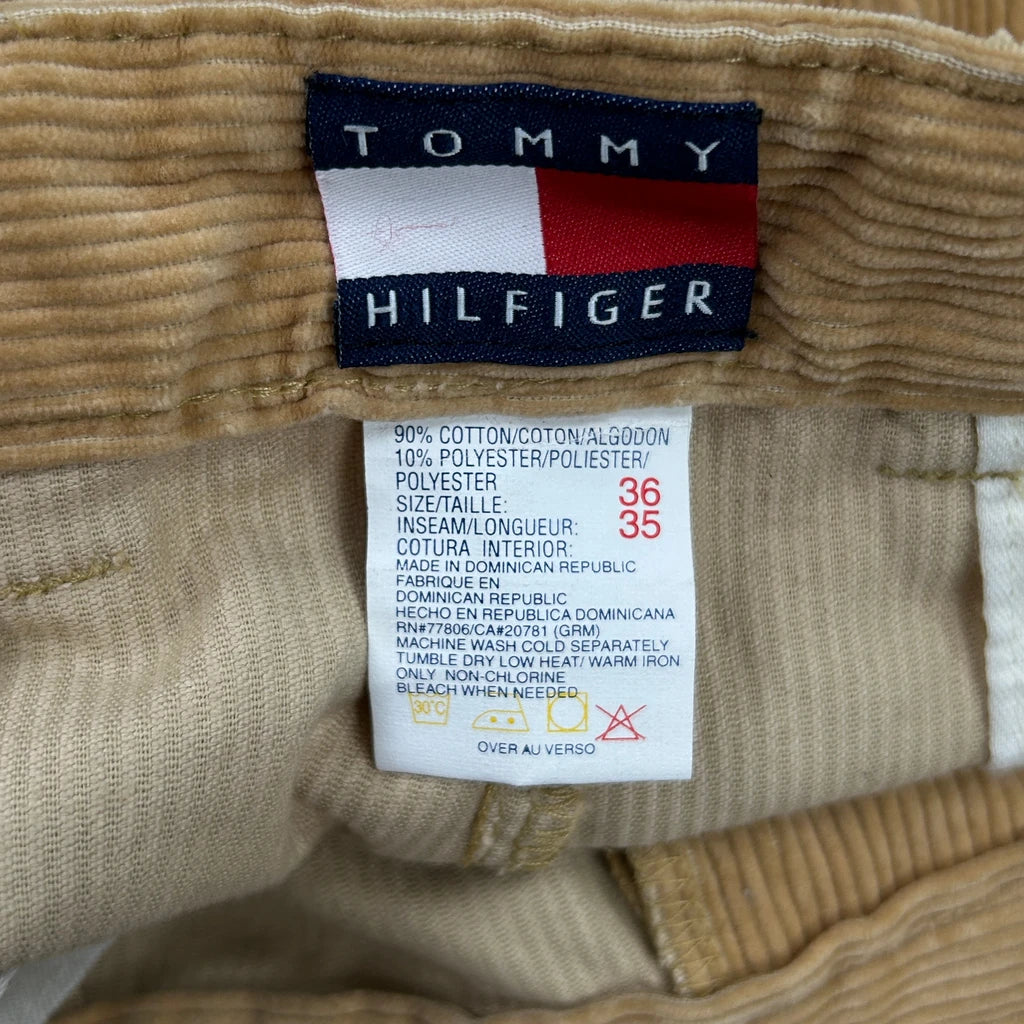 TOMMY
HILFIGER
90% COTTON/COTON/ALGODON
10% POLYESTER/POLIESTER/
POLYESTER
SIZE/TAILLE: 36
INSEAM/LONGUEUR: 35
COTURA INTERIOR:
MADE IN DOMINICAN REPUBLIC
FABRIQUE EN
DOMINICAN REPUBLIC
HECHO EN REPUBLICA DOMINICANA
RN#77806/CA#20781 (GRM)
MACHINE WASH COLD SEPARATELY
TUMBLE DRY LOW HEAT/ WARM IRON
ONLY NON-CHLORINE
BLEACH WHEN NEEDED
30°C
OVER AU VERSO